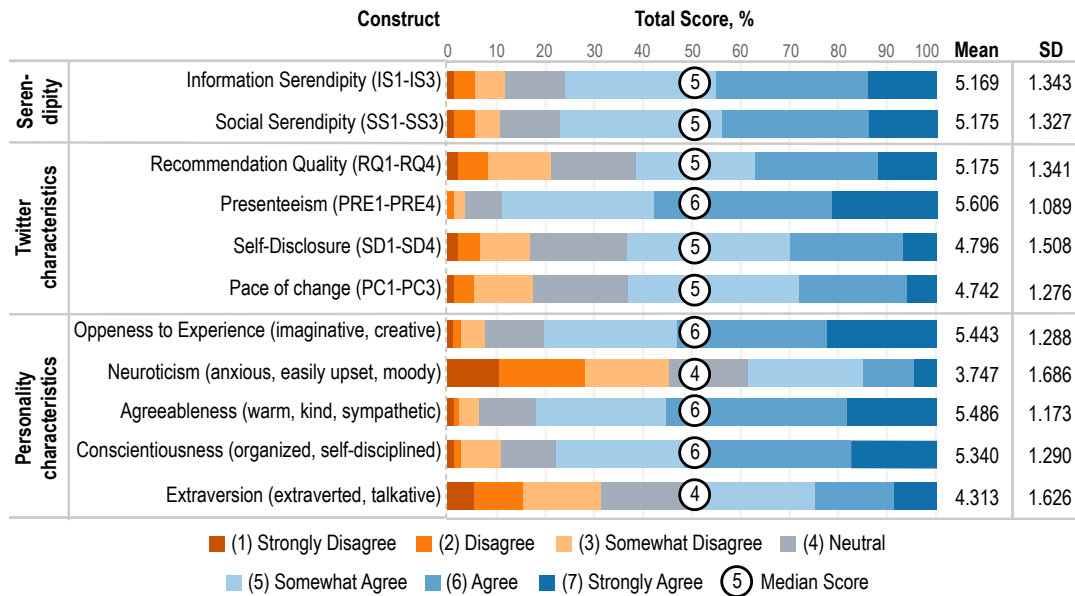 Construct Total Score, %
0 10 20 30 40 50 60 70 80 90 100 Mean SD
Seren-
dipity
Information Serendipity (IS1-IS3) 5 5.169 1.343
Social Serendipity (SS1-SS3) 5 5.175 1.327
Twitter
characteristics
Recommendation Quality (RQ1-RQ4) 5 5.175 1.341
Presenteeism (PRE1-PRE4) 6 5.606 1.089
Self-Disclosure (SD1-SD4) 5 4.796 1.508
Pace of change (PC1-PC3) 5 4.742 1.276
Personality
characteristics
Oppeness to Experience (imaginative, creative) 6 5.443 1.288
Neuroticism (anxious, easily upset, moody) 4 3.747 1.686
Agreeableness (warm, kind, sympathetic) 6 5.486 1.173
Conscientiousness (organized, self-disciplined) 6 5.340 1.290
Extraversion (extraverted, talkative) 4 4.313 1.626
(1) Strongly Disagree (2) Disagree (3) Somewhat Disagree (4) Neutral
(5) Somewhat Agree (6) Agree (7) Strongly Agree 5 Median Score